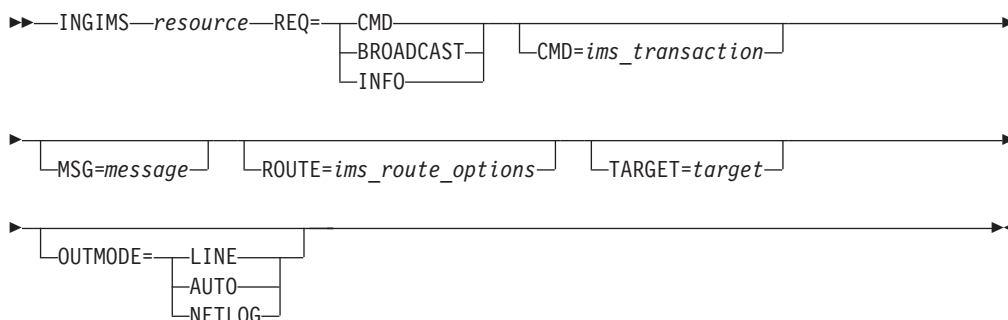 INGIMS resource REQ= CMD
BROADCAST
INFO
CMD=ims_transaction
MSG=message ROUTE=ims_route_options TARGET=target
OUTMODE= LINE
AUTO
NETLOG